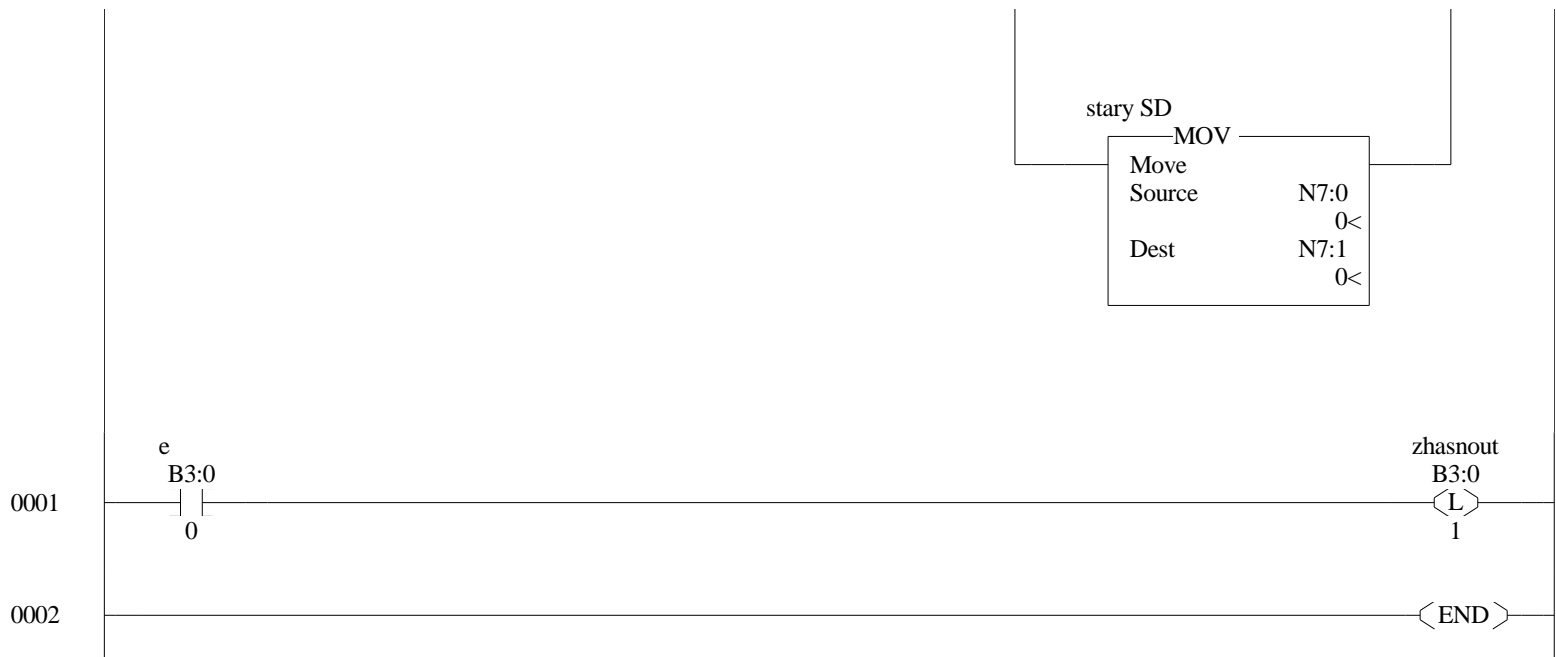 stary SD
MOV
Move
Source N7:0
0<
Dest N7:1
0<
e
B3:0
0
zhasnout
B3:0
L
1
0001
0002
END